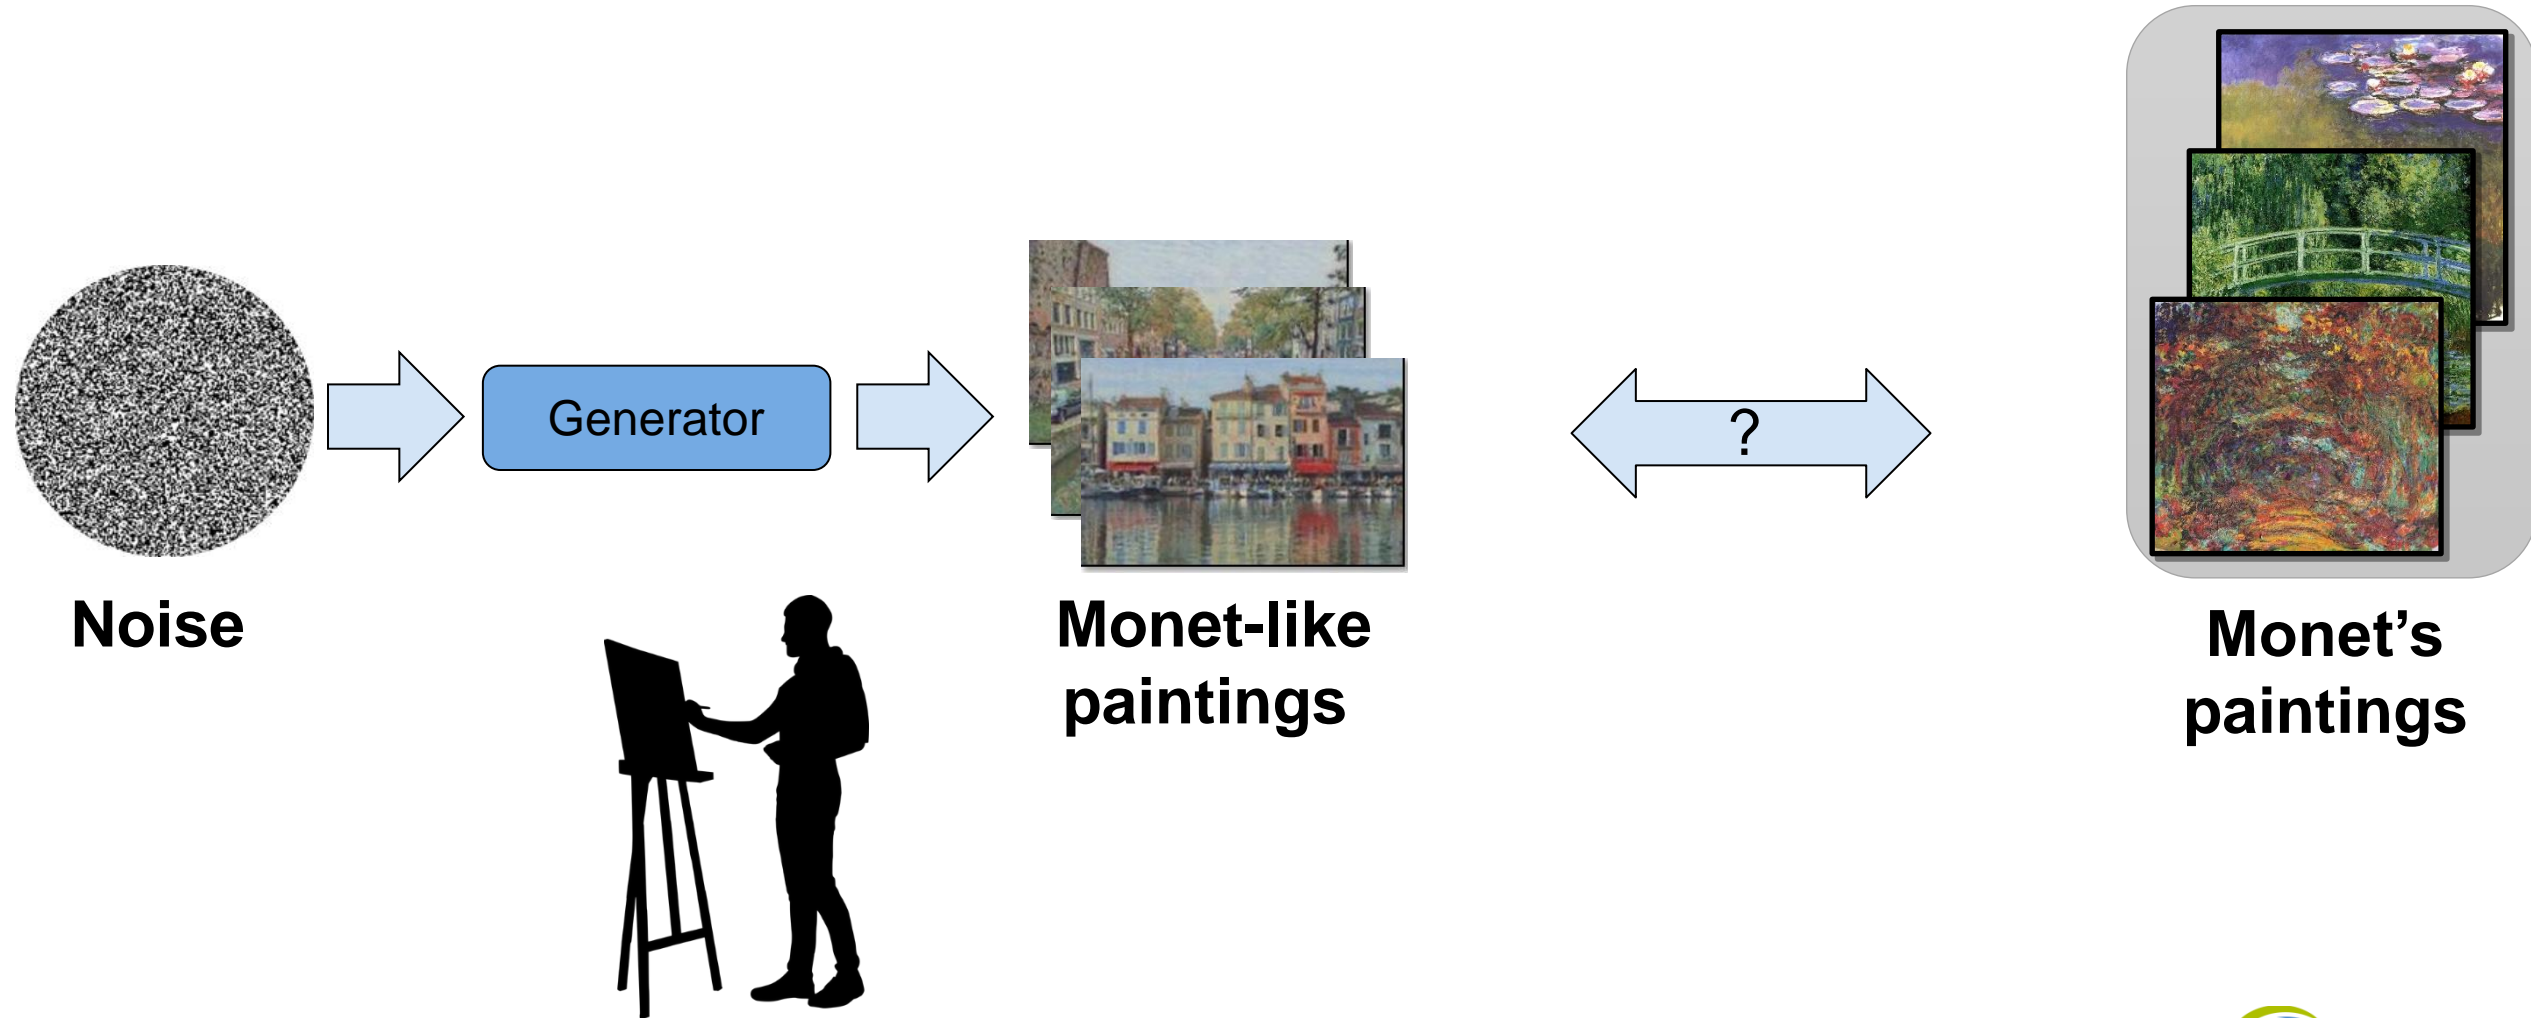 Noise
Generator
Monet-like
paintings
?
Monet’s
paintings